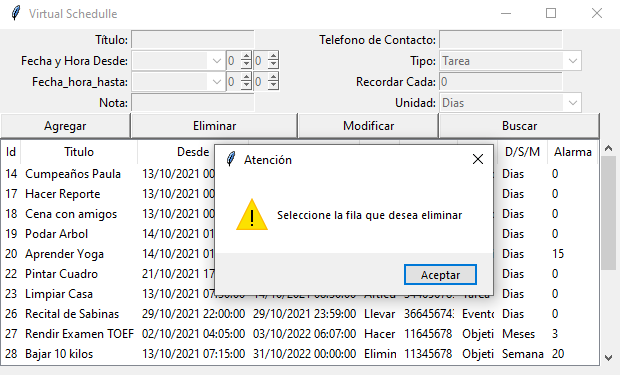 Virtual Schedulle
Título: Telefono de Contacto:
Fecha y Hora Desde: 0 0 Tipo: Tarea
Fecha_hora_hasta: 0 0 Recordar Cada: 0
Nota: Unidad: Dias
Agregar Eliminar Modificar Buscar
Id Titulo Desde D/S/M Alarma
Atención
Seleccione la fila que desea eliminar
Aceptar
14 Cumpeaños Paula 13/10/2021 Dias 0
17 Hacer Reporte 13/10/2021 Dias 0
18 Cena con amigos 13/10/2021 Dias 0
19 Podar Arbol 14/10/2021 Dias 0
20 Aprender Yoga 14/10/2021 Dias 15
22 Pintar Cuadro 21/10/2021 17 Dias 0
23 Limpiar Casa 13/10/2021 Dias 0
26 Recital de Sabinas 29/10/2021 22:00:00 29/10/2021 23:59:00 Llevar 366456743 Evento Dias 0
27 Rendir Examen TOEF 02/10/2021 04:05:00 03/10/2022 06:07:00 Hacer 11645678 Objeti Meses 3
28 Bajar 10 kilos 13/10/2021 07:15:00 31/10/2022 00:00:00 Elimin 11345678 Objeti Semana 20